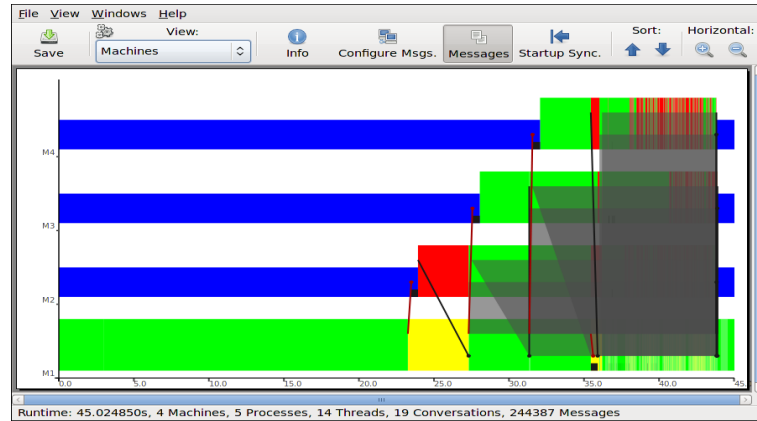 File View Windows Help
View: Sort: Horizontal:
Save Machines Info Configure Msgs. Messages Startup Sync.
M4
M3
M2
M1
0.0 5.0 10.0 15.0 20.0 25.0 30.0 35.0 40.0 45.
Runtime: 45.024850s, 4 Machines, 5 Processes, 14 Threads, 19 Conversations, 244387 Messages